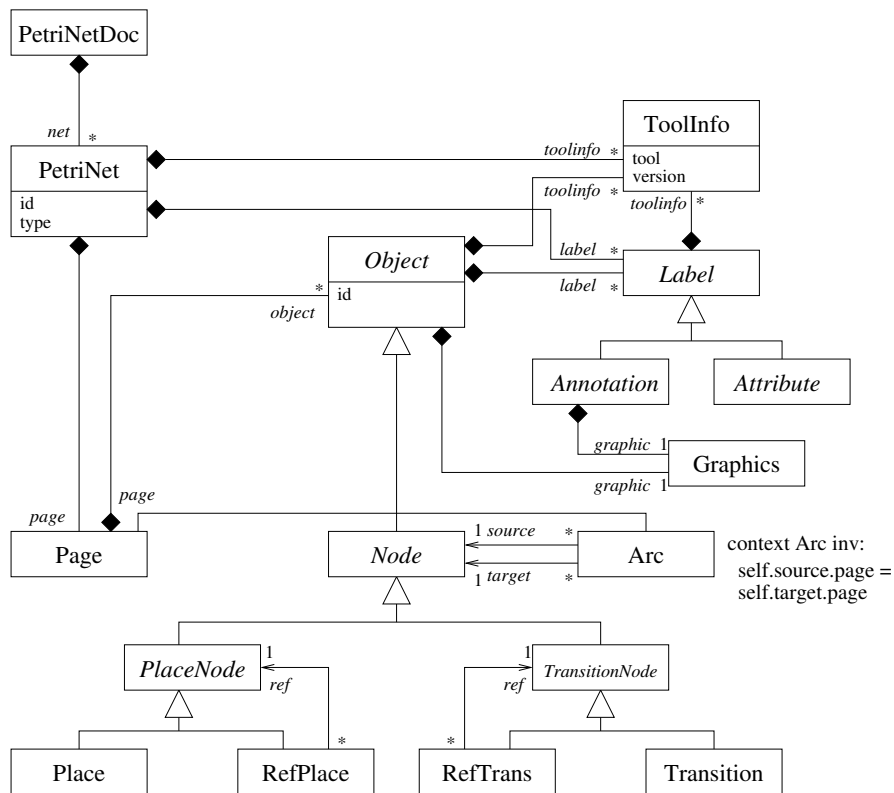 PetriNetDoc
net
*
PetriNet
id
type
toolinfo *
ToolInfo
tool
version
toolinfo *
toolinfo *
Object
id
label *
label *
Label
*
object
Annotation
Attribute
graphic 1
graphic 1
Graphics
page
page
Page
Node
1 source *
1 target *
Arc
context Arc inv:
self.source.page =
self.target.page
PlaceNode
1
ref
*
TransitionNode
1
ref
*
Place
RefPlace
RefTrans
Transition